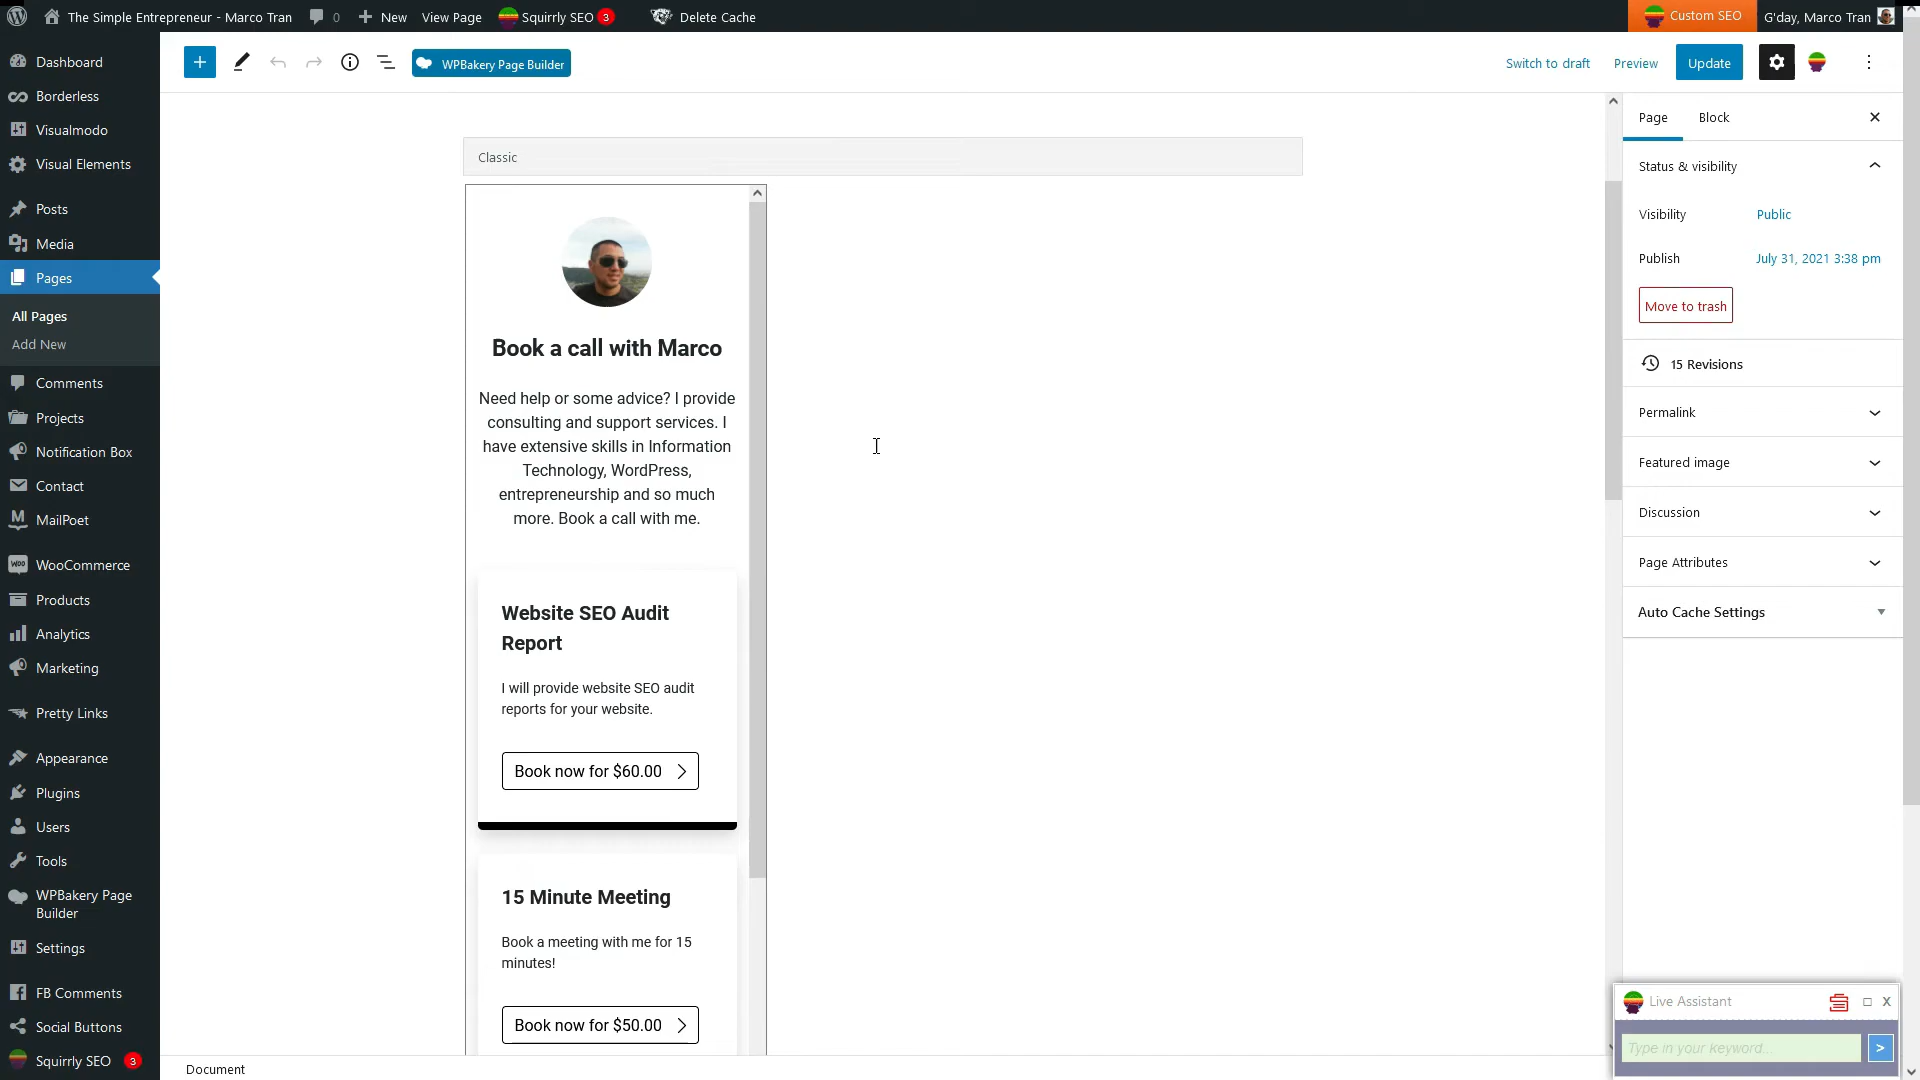 The Simple Entrepreneur - Marco Tran 0 New View Page Squirrly SEO 3 Delete Cache Custom SEO G'day, Marco Tran
Dashboard
Borderless
Visualmodo
Visual Elements
Posts
Media
Pages
All Pages
Add New
Comments
Projects
Notification Box
Contact
MailPoet
WooCommerce
Products
Analytics
Marketing
Pretty Links
Appearance
Plugins
Users
Tools
WPBakery Page
Builder
Settings
FB Comments
Social Buttons
Squirrly SEO 3
WPBakery Page Builder
Switch to draft Preview Update
Classic
Book a call with Marco
Need help or some advice? I provide
consulting and support services. I
have extensive skills in Information
Technology, WordPress,
entrepreneurship and so much
more. Book a call with me.
Website SEO Audit
Report
I will provide website SEO audit
reports for your website.
Book now for $60.00
15 Minute Meeting
Book a meeting with me for 15
minutes!
Book now for $50.00
Document
Page Block
Status & visibility
Visibility Public
Publish July 31, 2021 3:38 pm
Move to trash
15 Revisions
Permalink
Featured image
Discussion
Page Attributes
Auto Cache Settings
Live Assistant X
Type in your keyword... >